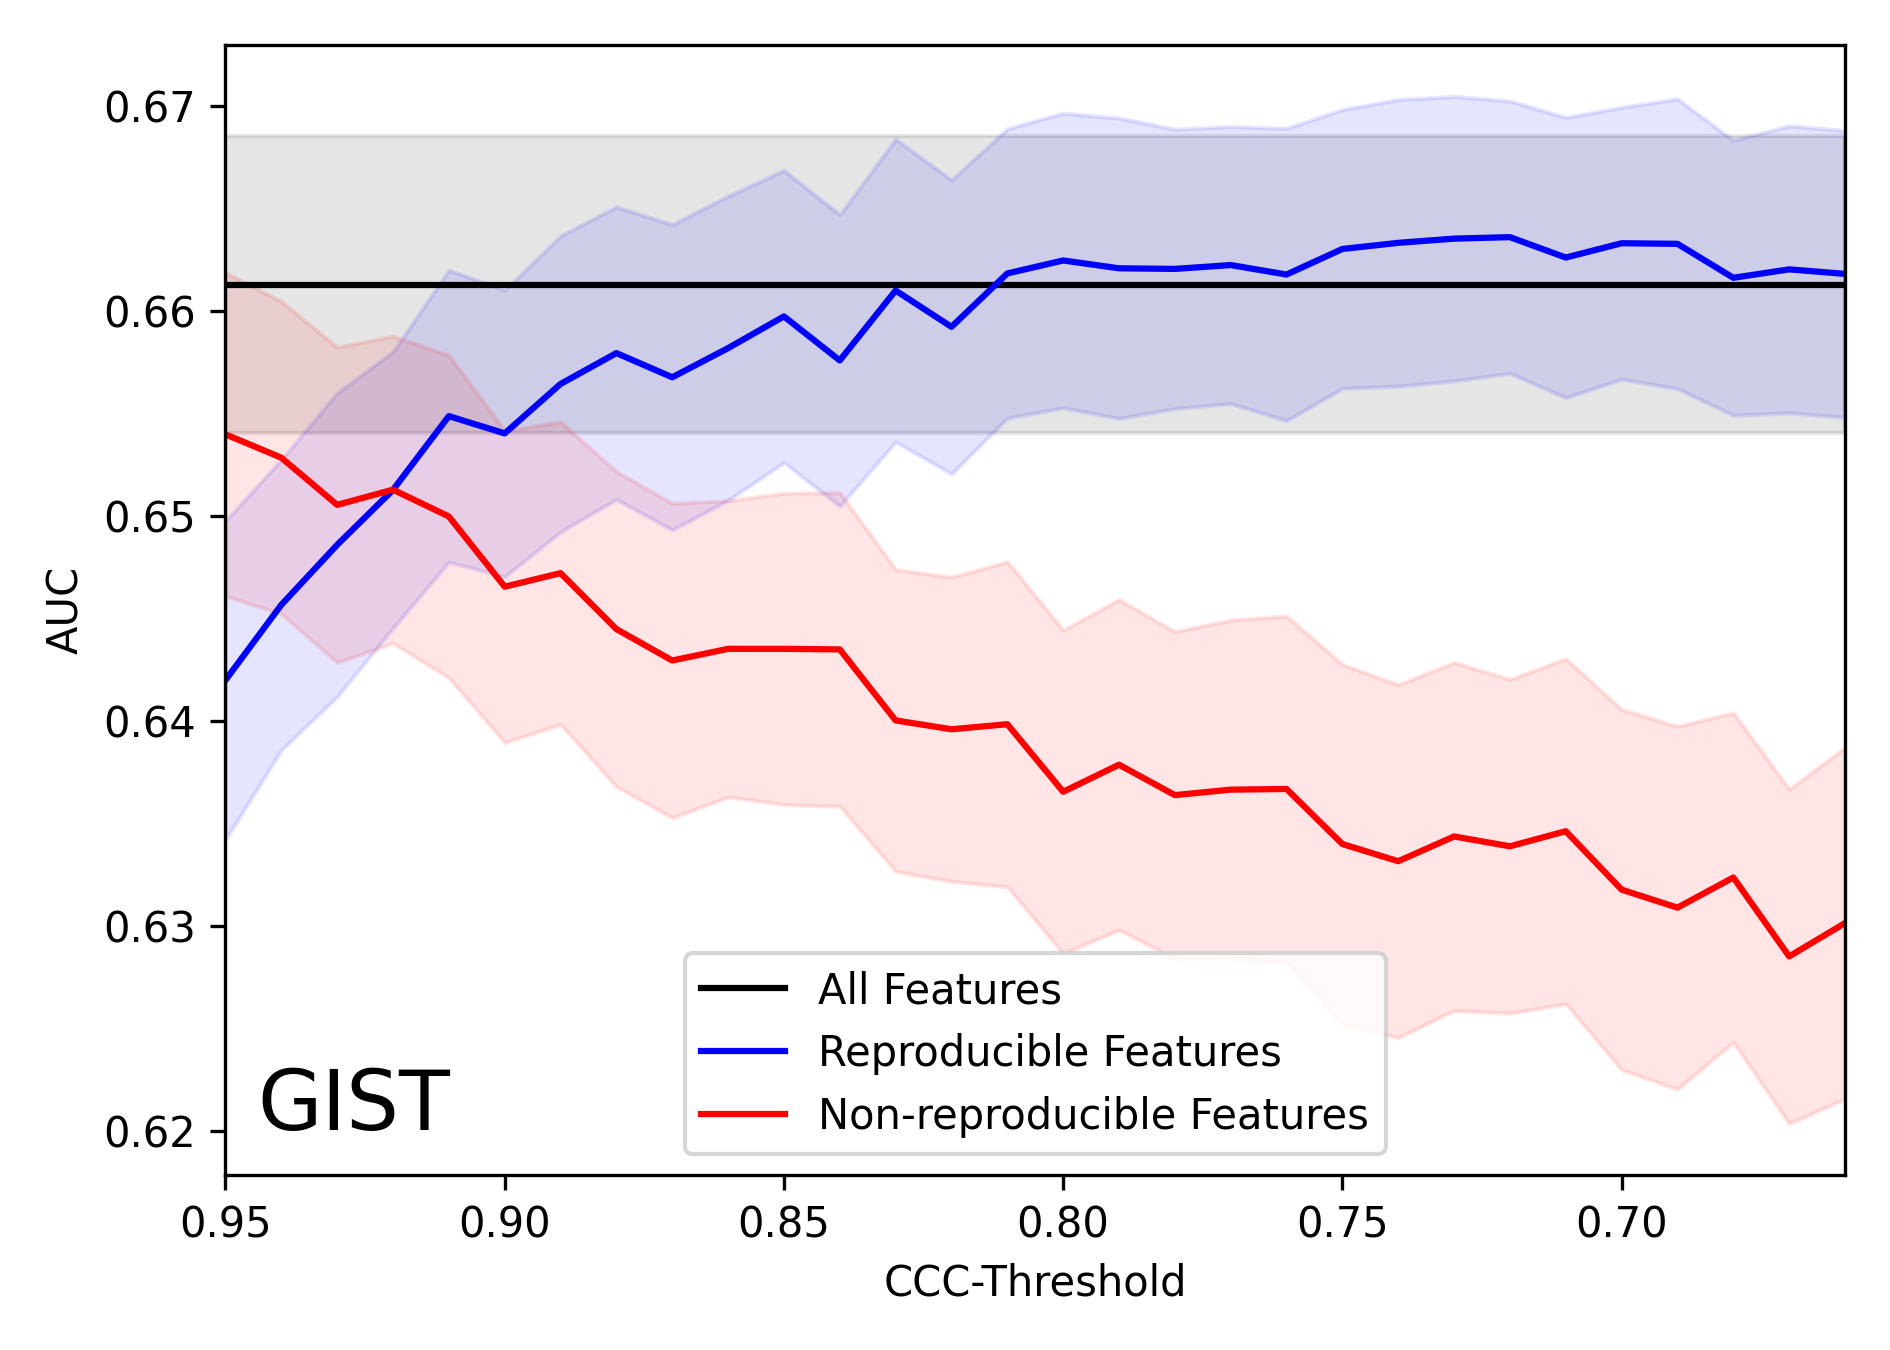 0.67
0.66
0.65
0.64
0.63
0.62
AUC
All Features
Reproducible Features
Non-reproducible Features
GIST
0.95 0.90 0.85 0.80 0.75 0.70
CCC-Threshold